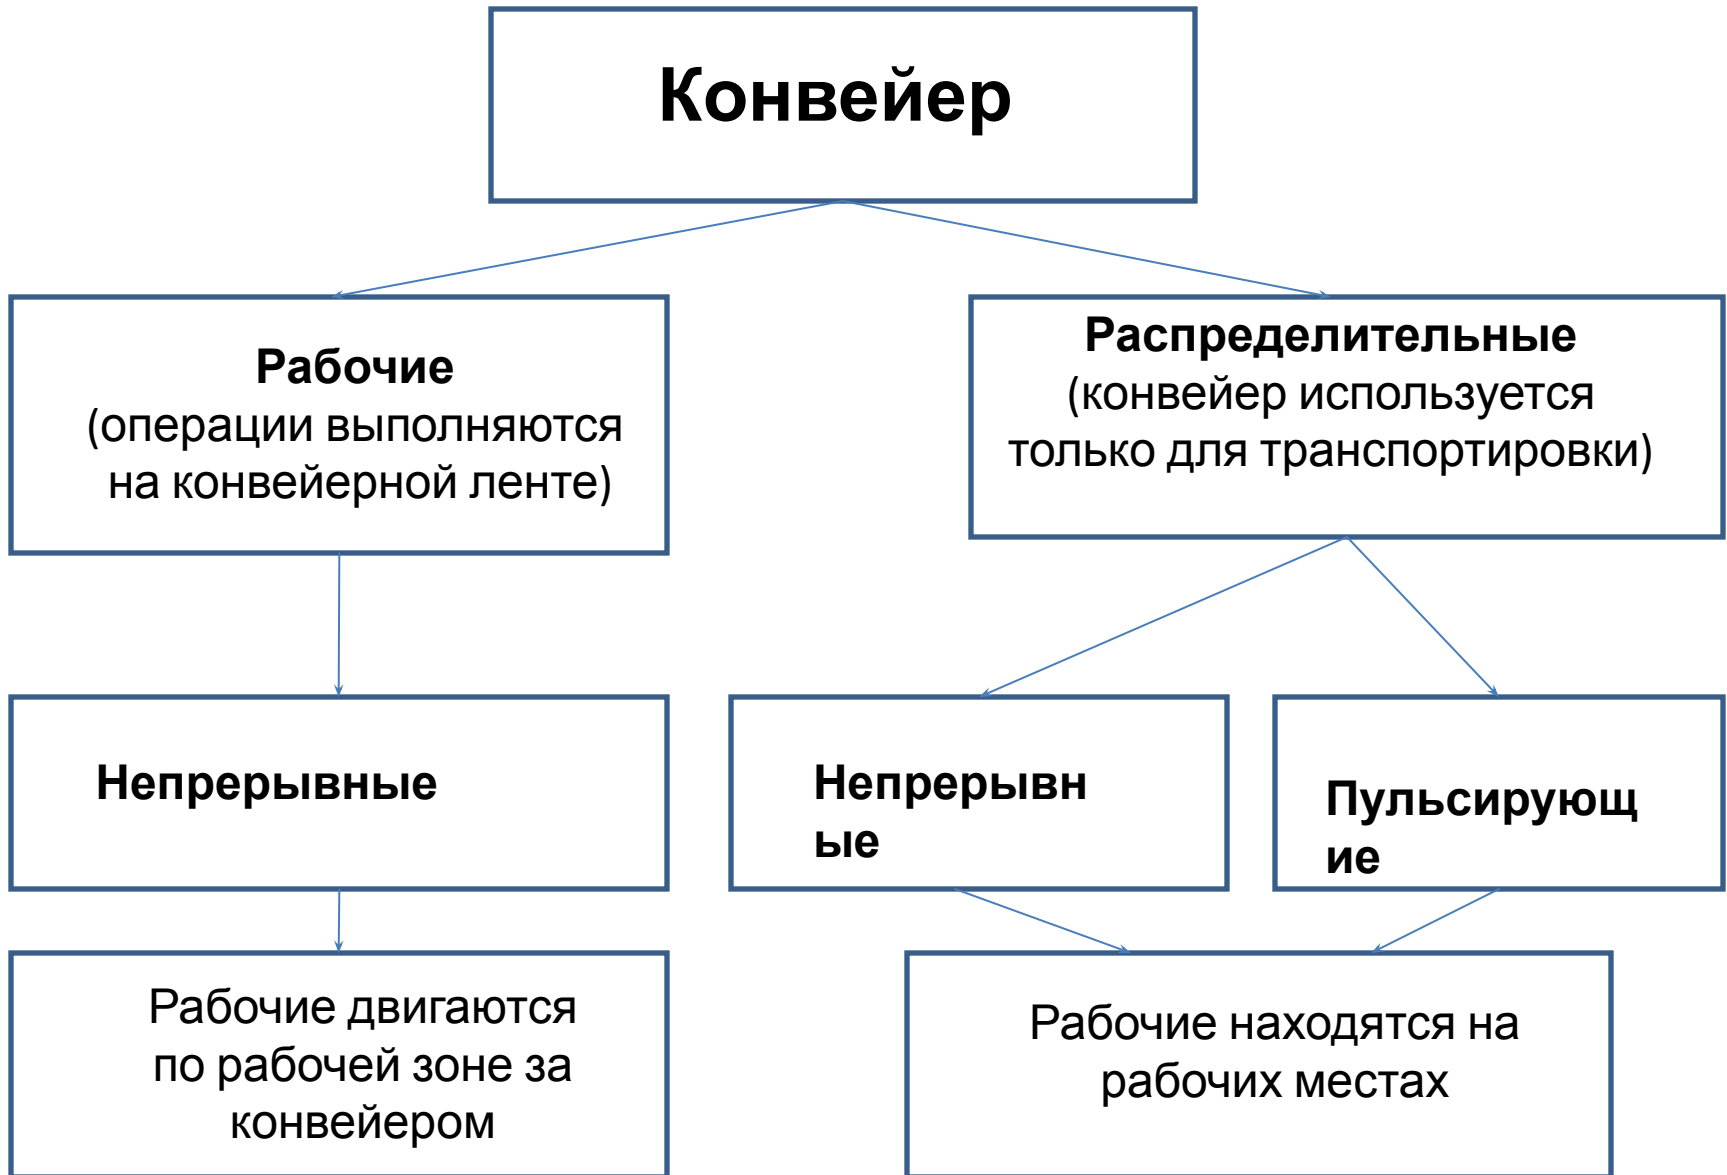 Конвейер
Рабочие
(операции выполняются
на конвейерной ленте)
Распределительные
(конвейер используется
только для транспортировки)
Непрерывные
Непрерывн
ые
Пульсирующ
ие
Рабочие двигаются
по рабочей зоне за
конвейером
Рабочие находятся на
рабочих местах